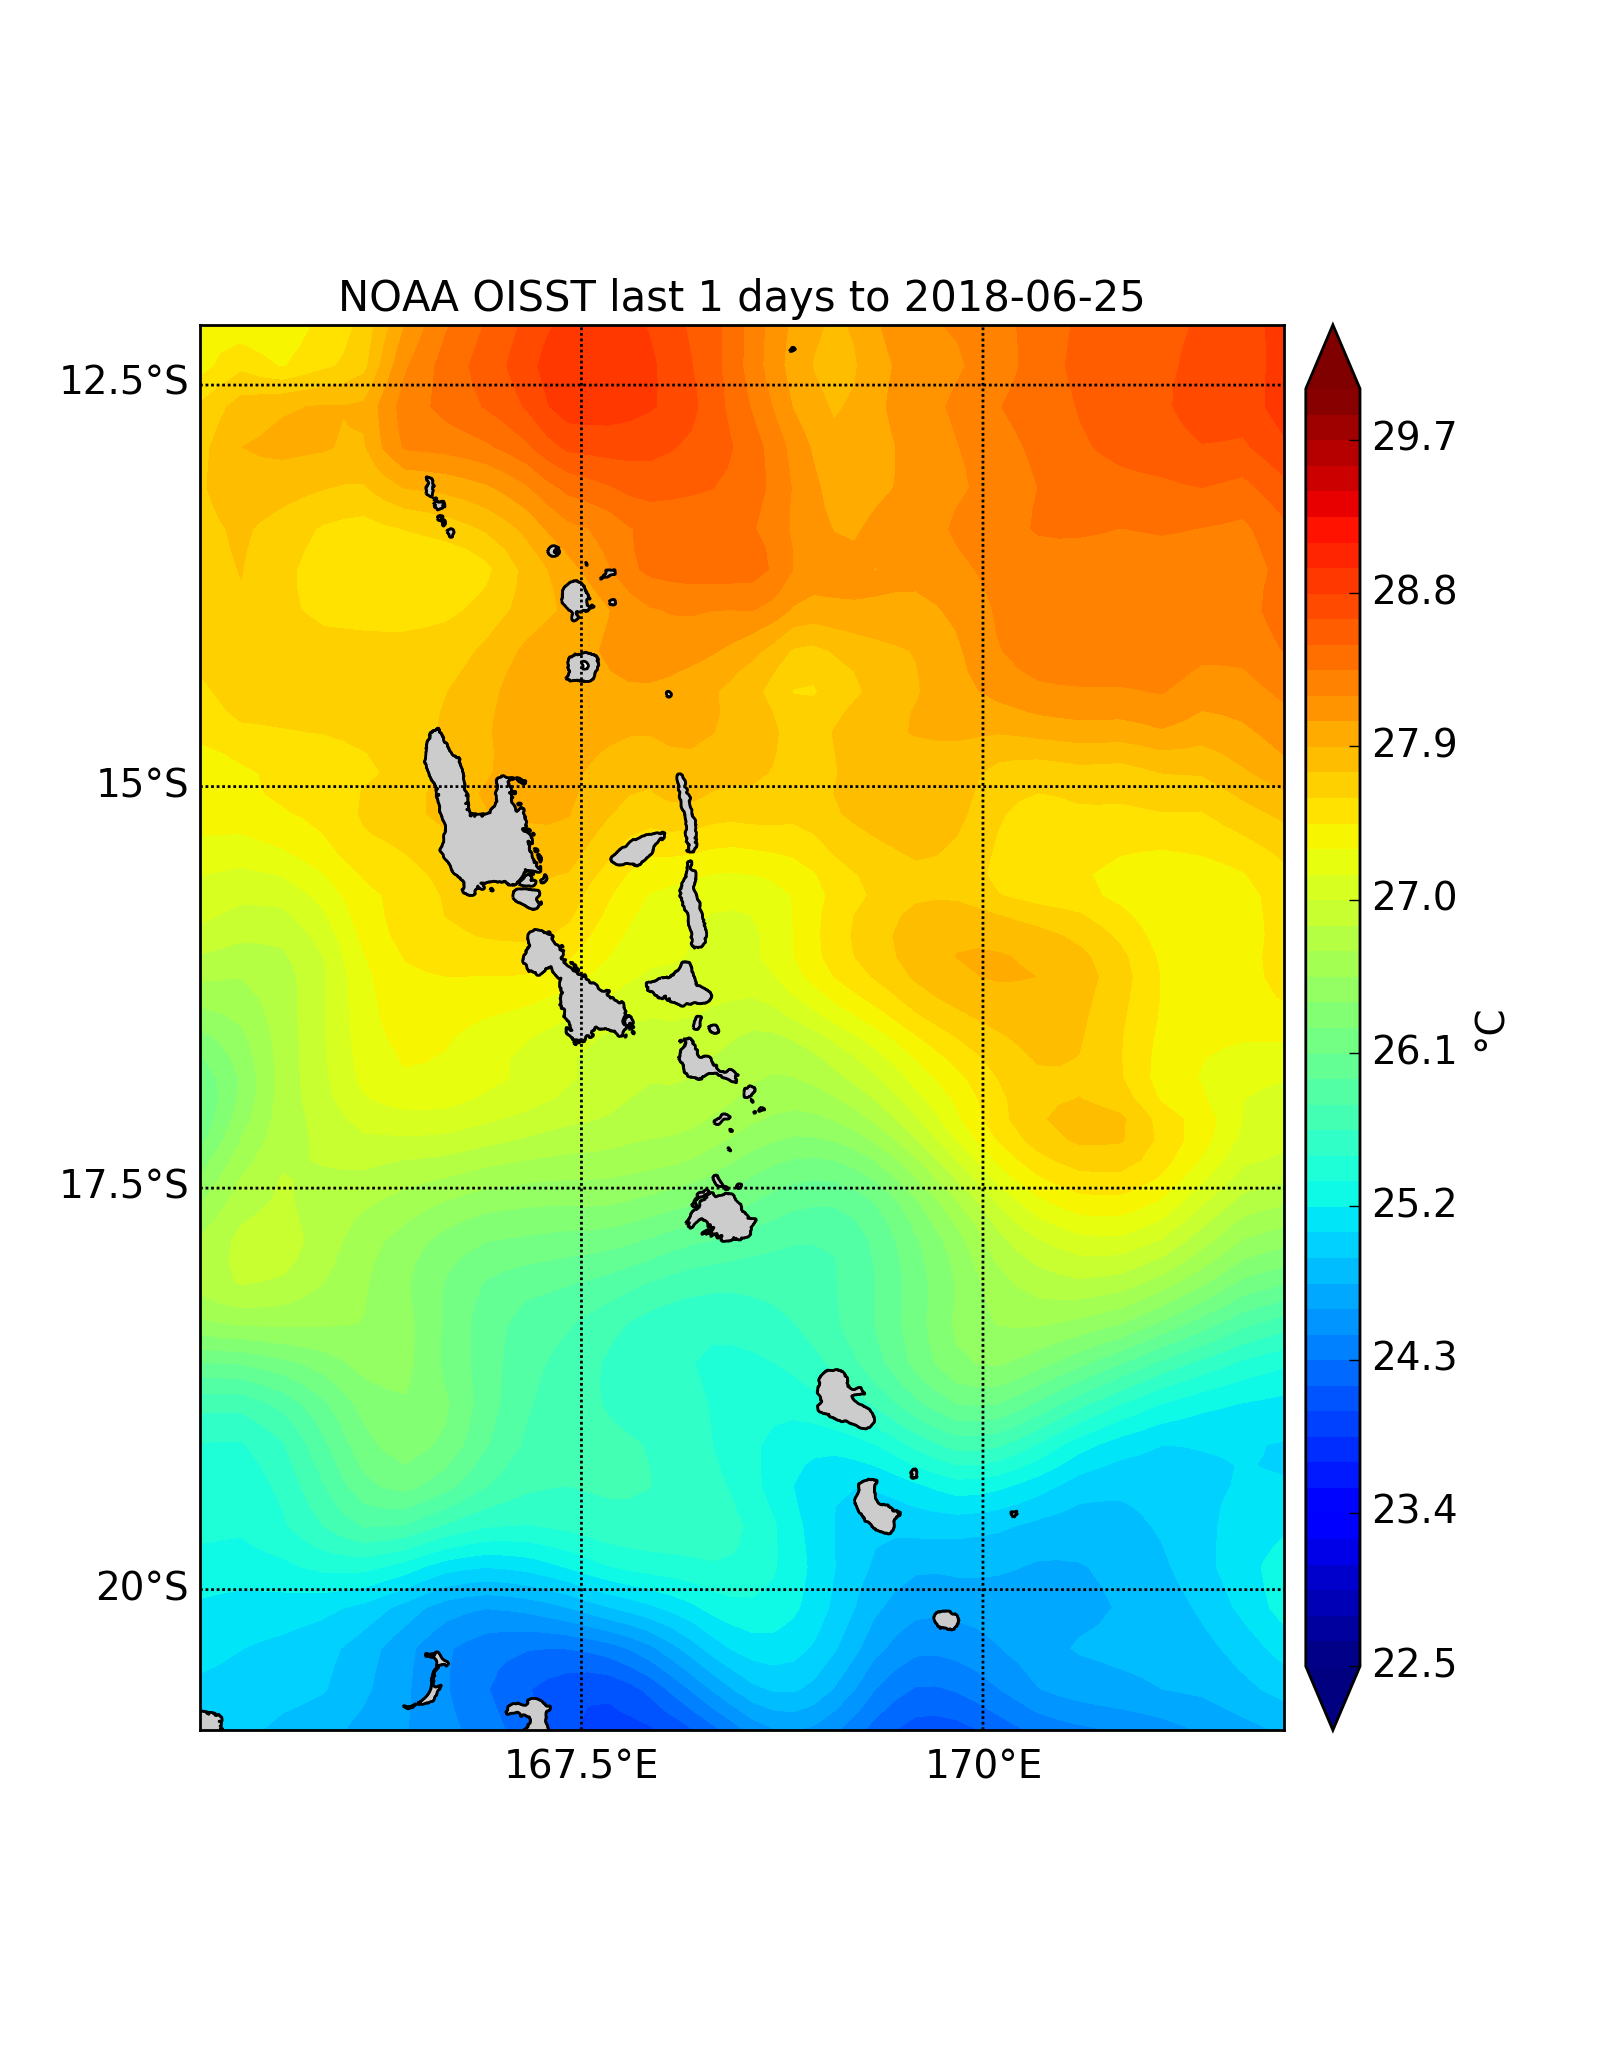 NOAA OISST last 1 days to 2018-06-25
12.5°S
15°S
17.5°S
20°S
167.5°E
170°E
29.7
28.8
27.9
27.0
26.1
25.2
24.3
23.4
22.5
°C